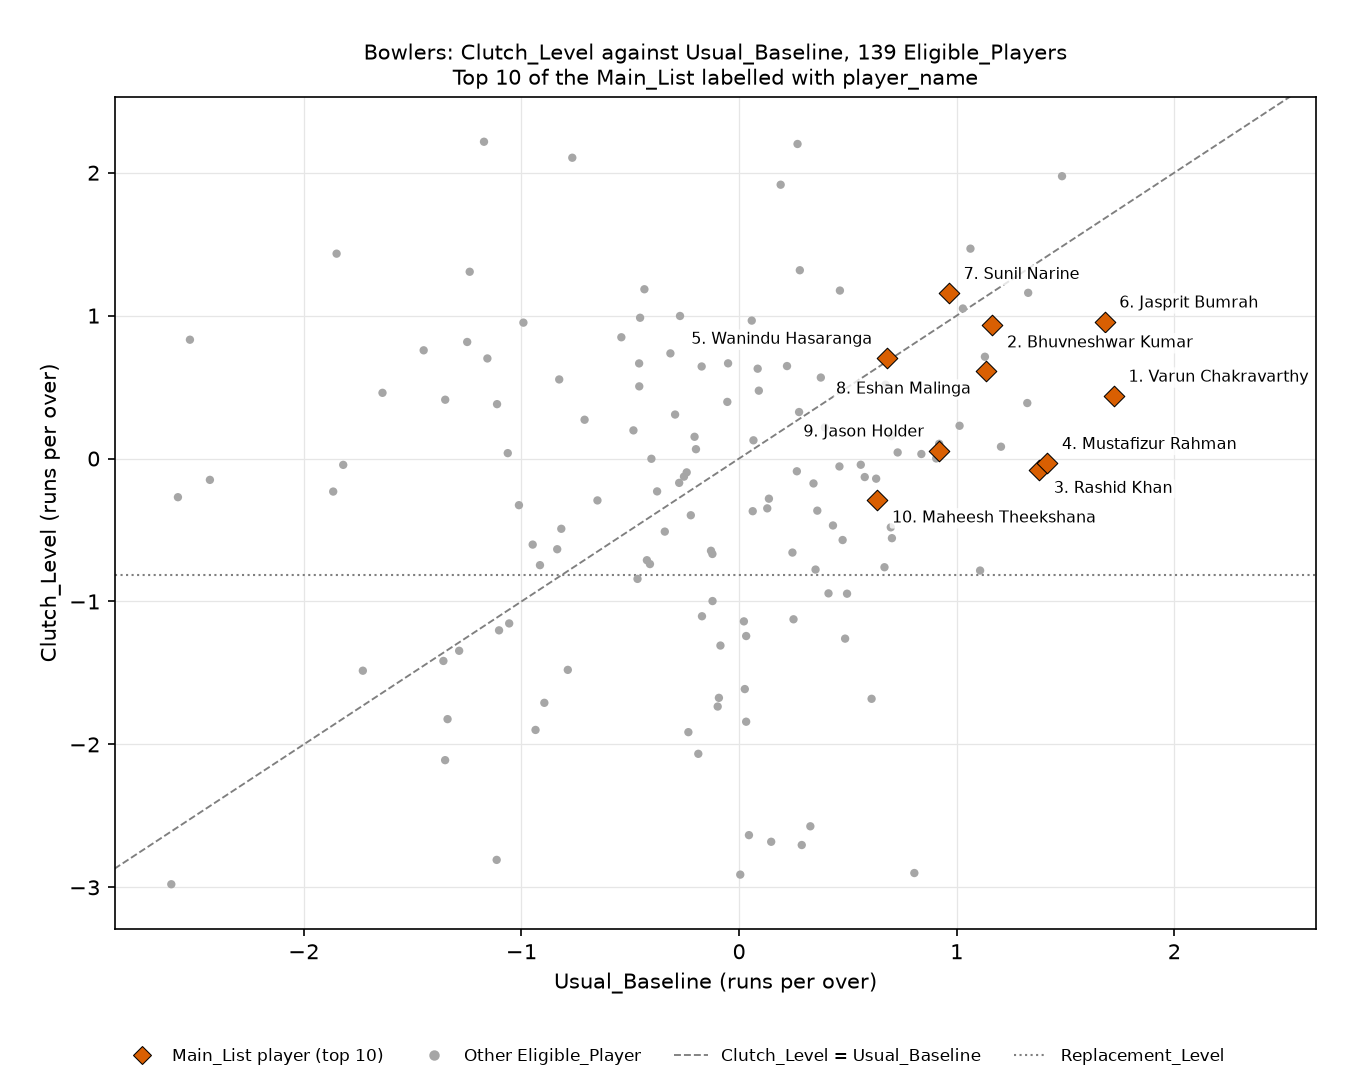 Bowlers: Clutch_Level against Usual_Baseline, 139 Eligible_Players
Top 10 of the Main_List labelled with player_name
Clutch_Level (runs per over)
2
1
0
−1
−2
−3
7. Sunil Narine
6. Jasprit Bumrah
5. Wanindu Hasaranga
2. Bhuvneshwar Kumar
1. Varun Chakravarthy
8. Eshan Malinga
9. Jason Holder
4. Mustafizur Rahman
3. Rashid Khan
10. Maheesh Theekshana
−2
−1
0
1
2
Usual_Baseline (runs per over)
Main_List player (top 10)
Other Eligible_Player
Clutch_Level = Usual_Baseline
Replacement_Level